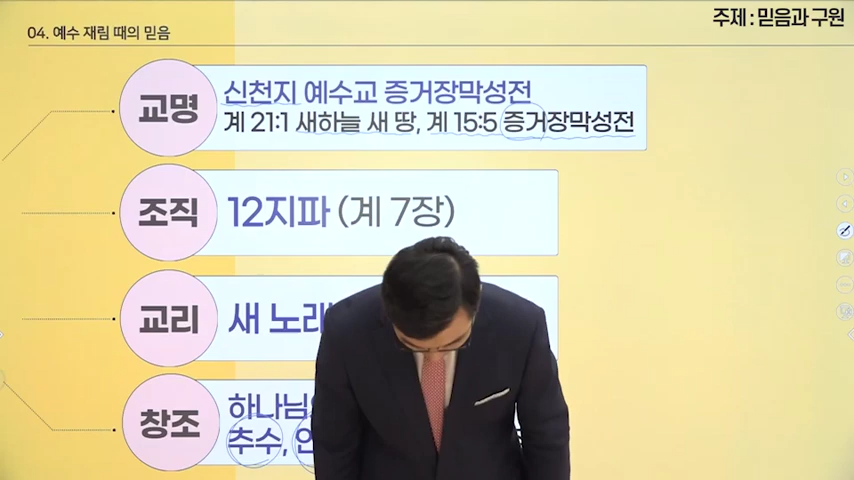 04. 예수 재림 때의 믿음
주제 : 믿음과 구원
교명
신천지 예수교 증거장막성전
계 21:1 새하늘 새 땅, 계 15:5 증거장막성전
조직
12지파 (계 7장)
교리
새 노래
창조
하나님
추수,